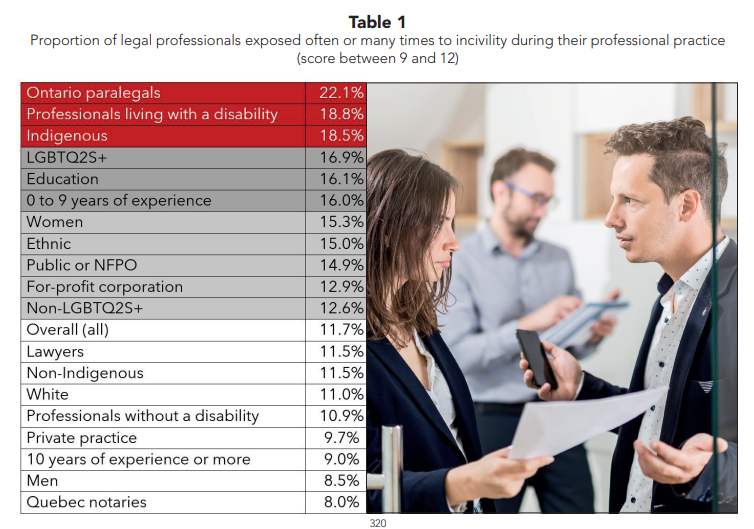 Table 1
Proportion of legal professionals exposed often or many times to incivility during their professional practice
(score between 9 and 12)
Ontario paralegals 22.1%
Professionals living with a disability 18.8%
Indigenous 18.5%
LGBTQ2S+ 16.9%
Education 16.1%
0 to 9 years of experience 16.0%
Women 15.3%
Ethnic 15.0%
Public or NFPO 14.9%
For-profit corporation 12.9%
Non-LGBTQ2S+ 12.6%
Overall (all) 11.7%
Lawyers 11.5%
Non-Indigenous 11.5%
White 11.0%
Professionals without a disability 10.9%
Private practice 9.7%
10 years of experience or more 9.0%
Men 8.5%
Quebec notaries 8.0%
320